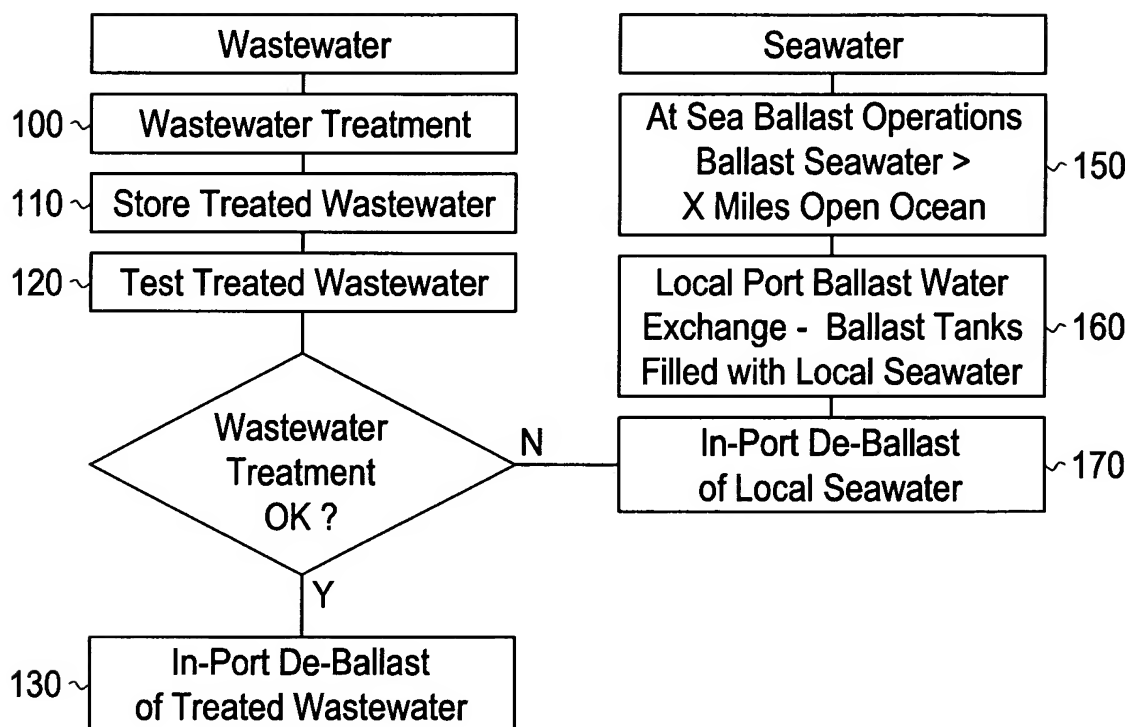 Wastewater
100
Wastewater Treatment
110
Store Treated Wastewater
120
Test Treated Wastewater
Wastewater
Treatment
OK ?
N
Y
130
In-Port De-Ballast
of Treated Wastewater
Seawater
At Sea Ballast Operations
Ballast Seawater >
X Miles Open Ocean
150
Local Port Ballast Water
Exchange - Ballast Tanks
Filled with Local Seawater
160
In-Port De-Ballast
of Local Seawater
170